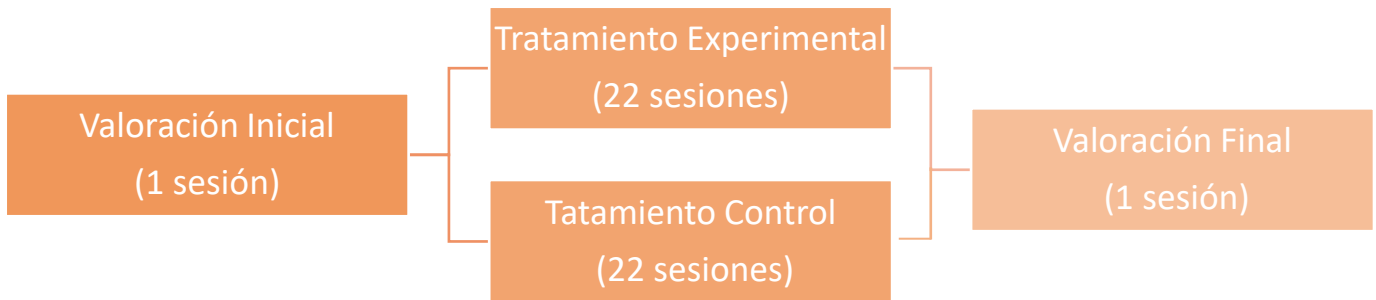 Valoración Inicial
(1 sesión)
Tratamiento Experimental
(22 sesiones)
Tatamiento Control
(22 sesiones)
Valoración Final
(1 sesión)